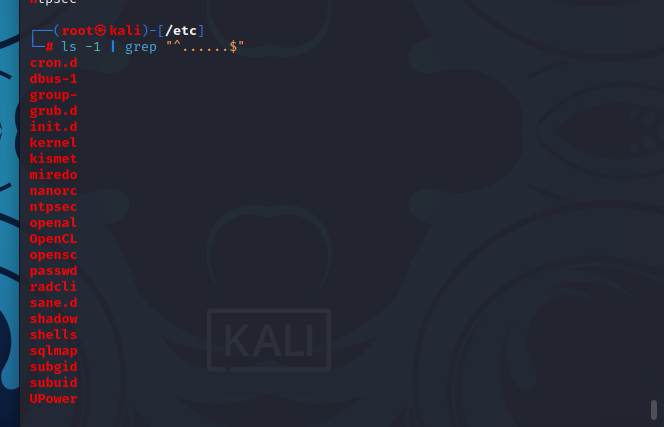 ntpsec
┌──(root㉿kali)-[/etc]
└─# ls -1 | grep "^......$"
cron.d
dbus-1
group-
grub.d
init.d
kernel
kismet
miredo
nanorc
ntpsec
openal
OpenCL
opensc
passwd
radcli
sane.d
shadow
shells
sqlmap
subgid
subuid
UPower
KALI